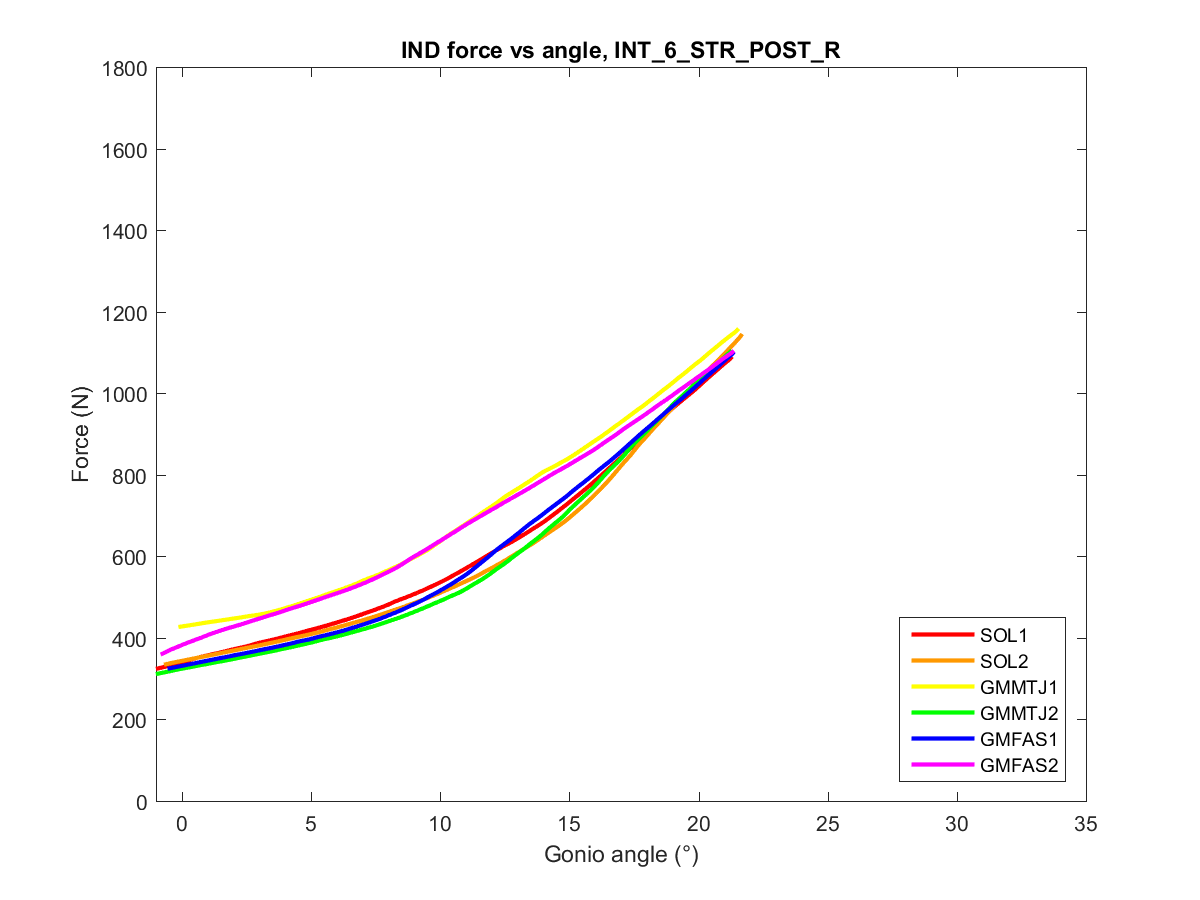 IND force vs angle, INT_6_STR_POST_R
1800
1600
1400
1200
1000
800
600
400
200
0
Force (N)
0 5 10 15 20 25 30 35
Gonio angle (°)
SOL1
SOL2
GMMTJ1
GMMTJ2
GMFAS1
GMFAS2